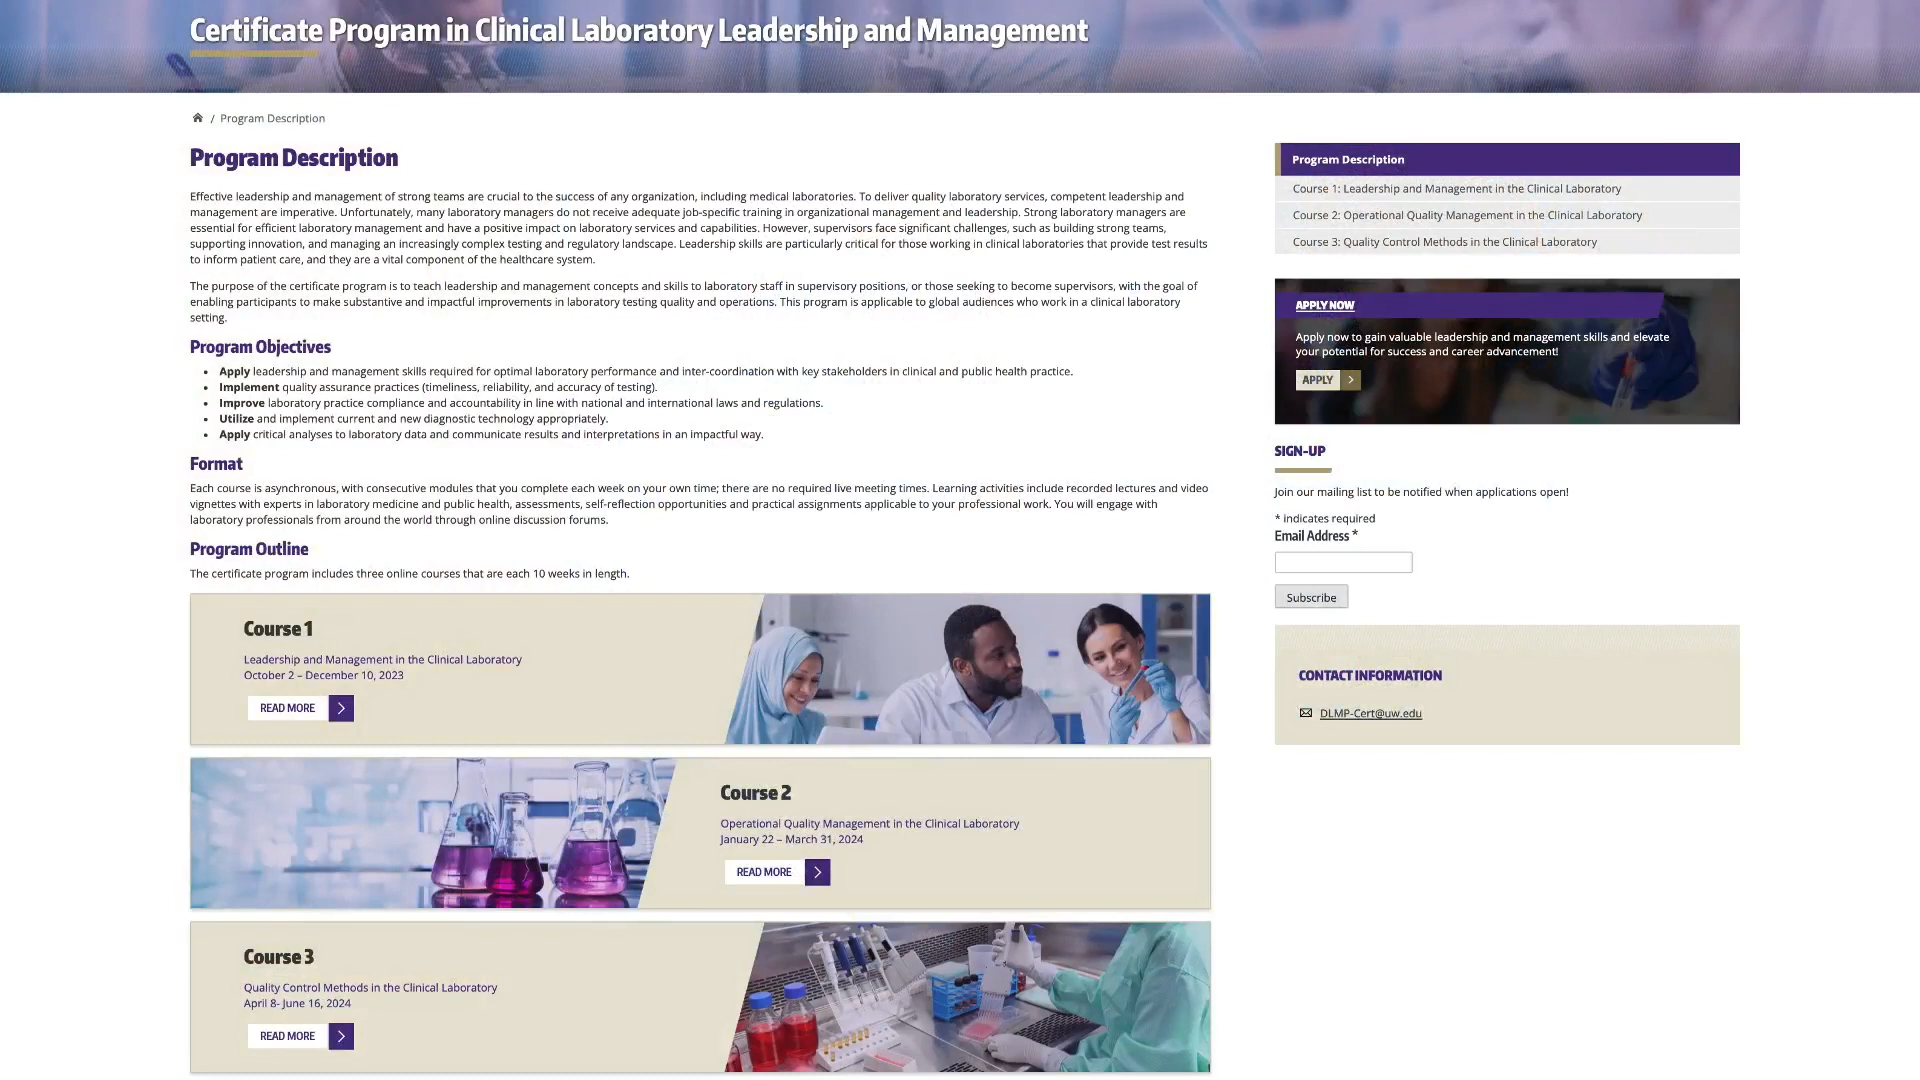 Certificate Program in Clinical Laboratory Leadership and Management
/ Program Description
Program Description
Effective leadership and management of strong teams are crucial to the success of any organization, including medical laboratories. To deliver quality laboratory services, competent leadership and
management are imperative. Unfortunately, many laboratory managers do not receive adequate job-specific training in organizational management and leadership. Strong laboratory managers are
essential for efficient laboratory management and have a positive impact on laboratory services and capabilities. However, supervisors face significant challenges, such as building strong teams,
supporting innovation, and managing an increasingly complex testing and regulatory landscape. Leadership skills are particularly critical for those working in clinical laboratories that provide test results
to inform patient care, and they are a vital component of the healthcare system.
The purpose of the certificate program is to teach leadership and management concepts and skills to laboratory staff in supervisory positions, or those seeking to become supervisors, with the goal of
enabling participants to make substantive and impactful improvements in laboratory testing quality and operations. This program is applicable to global audiences who work in a clinical laboratory
setting.
Program Objectives
• Apply leadership and management skills required for optimal laboratory performance and inter-coordination with key stakeholders in clinical and public health practice.
• Implement quality assurance practices (timeliness, reliability, and accuracy of testing).
• Improve laboratory practice compliance and accountability in line with national and international laws and regulations.
• Utilize and implement current and new diagnostic technology appropriately.
• Apply critical analyses to laboratory data and communicate results and interpretations in an impactful way.
Format
Each course is asynchronous, with consecutive modules that you complete each week on your own time; there are no required live meeting times. Learning activities include recorded lectures and video
vignettes with experts in laboratory medicine and public health, assessments, self-reflection opportunities and practical assignments applicable to your professional work. You will engage with
laboratory professionals from around the world through online discussion forums.
Program Outline
The certificate program includes three online courses that are each 10 weeks in length.
Course 1
Leadership and Management in the Clinical Laboratory
October 2 – December 10, 2023
READ MORE
Course 2
Operational Quality Management in the Clinical Laboratory
January 22 – March 31, 2024
READ MORE
Course 3
Quality Control Methods in the Clinical Laboratory
April 8- June 16, 2024
READ MORE
Program Description
Course 1: Leadership and Management in the Clinical Laboratory
Course 2: Operational Quality Management in the Clinical Laboratory
Course 3: Quality Control Methods in the Clinical Laboratory
APPLY NOW
Apply now to gain valuable leadership and management skills and elevate
your potential for success and career advancement!
APPLY
SIGN-UP
Join our mailing list to be notified when applications open!
* indicates required
Email Address *
Subscribe
CONTACT INFORMATION
DLMP-Cert@uw.edu